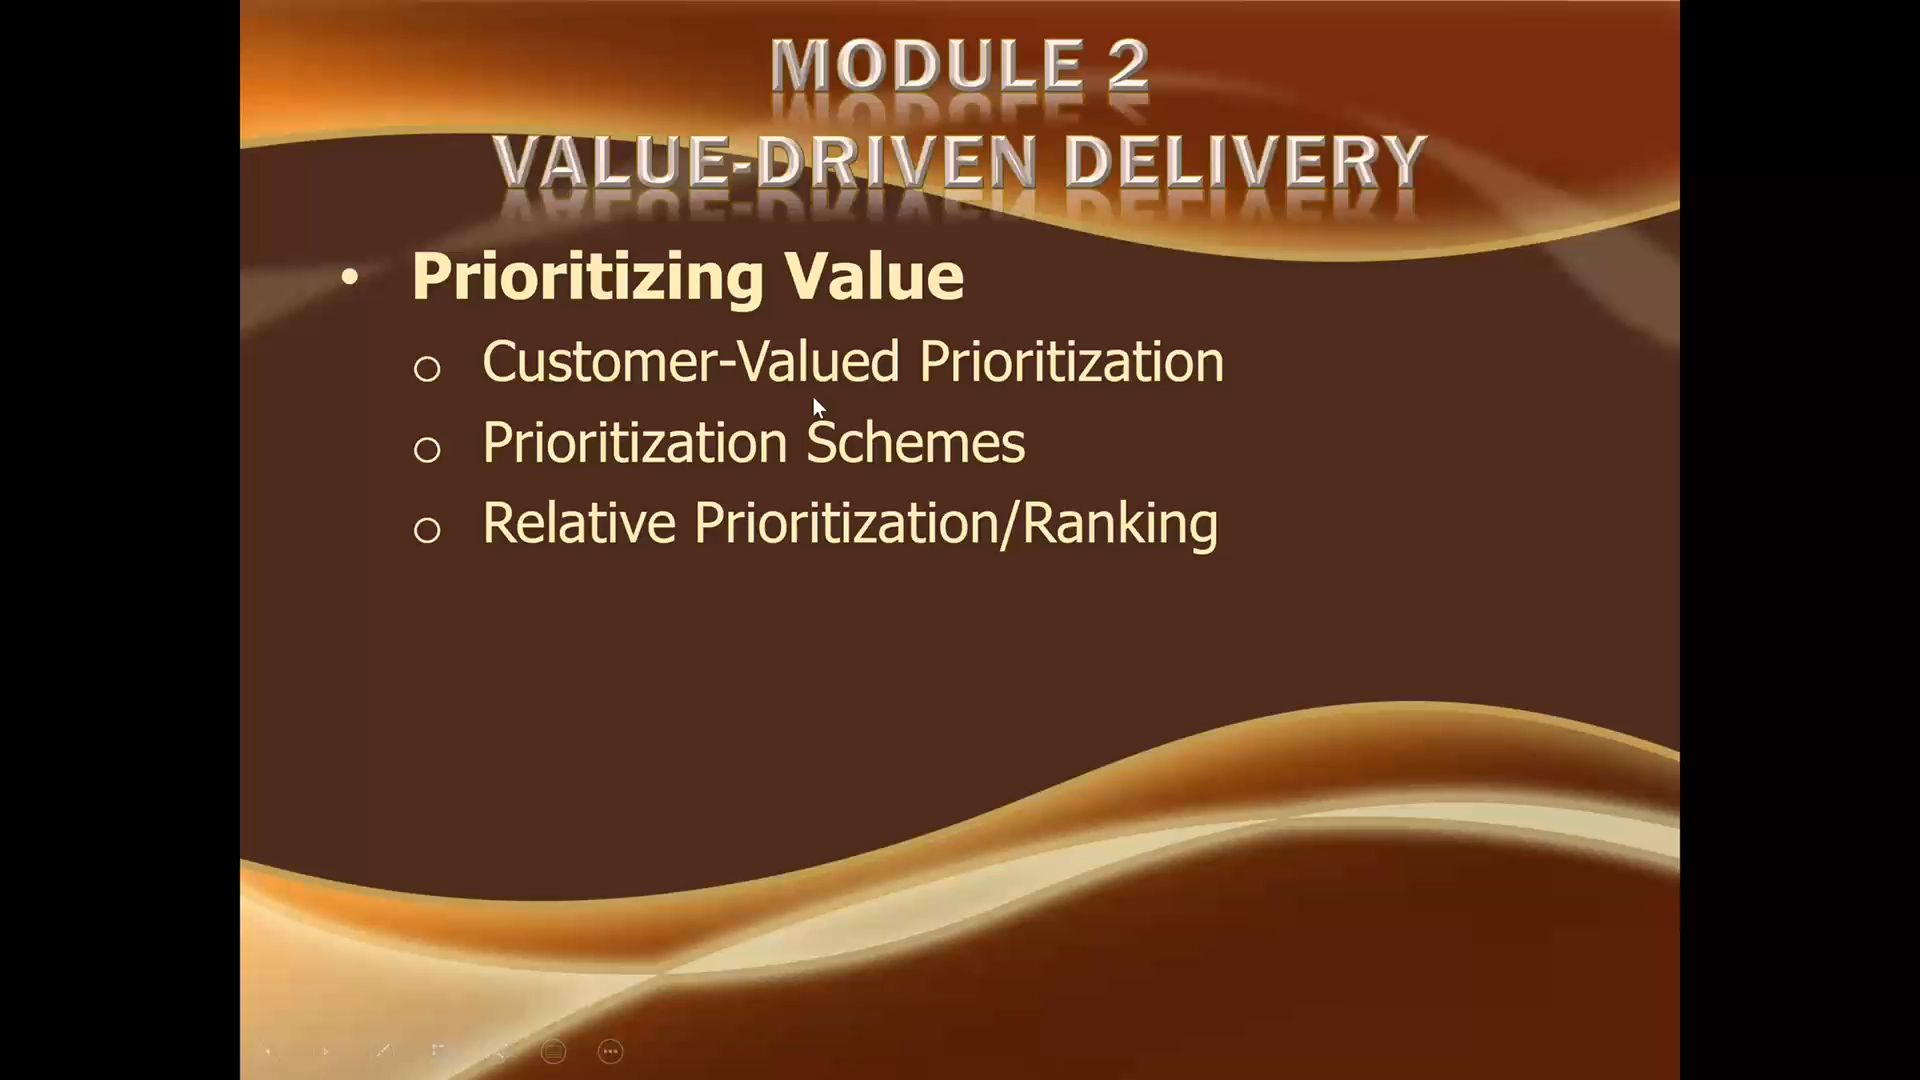 MODULE 2
VALUE-DRIVEN DELIVERY
• Prioritizing Value
o Customer-Valued Prioritization
o Prioritization Schemes
o Relative Prioritization/Ranking